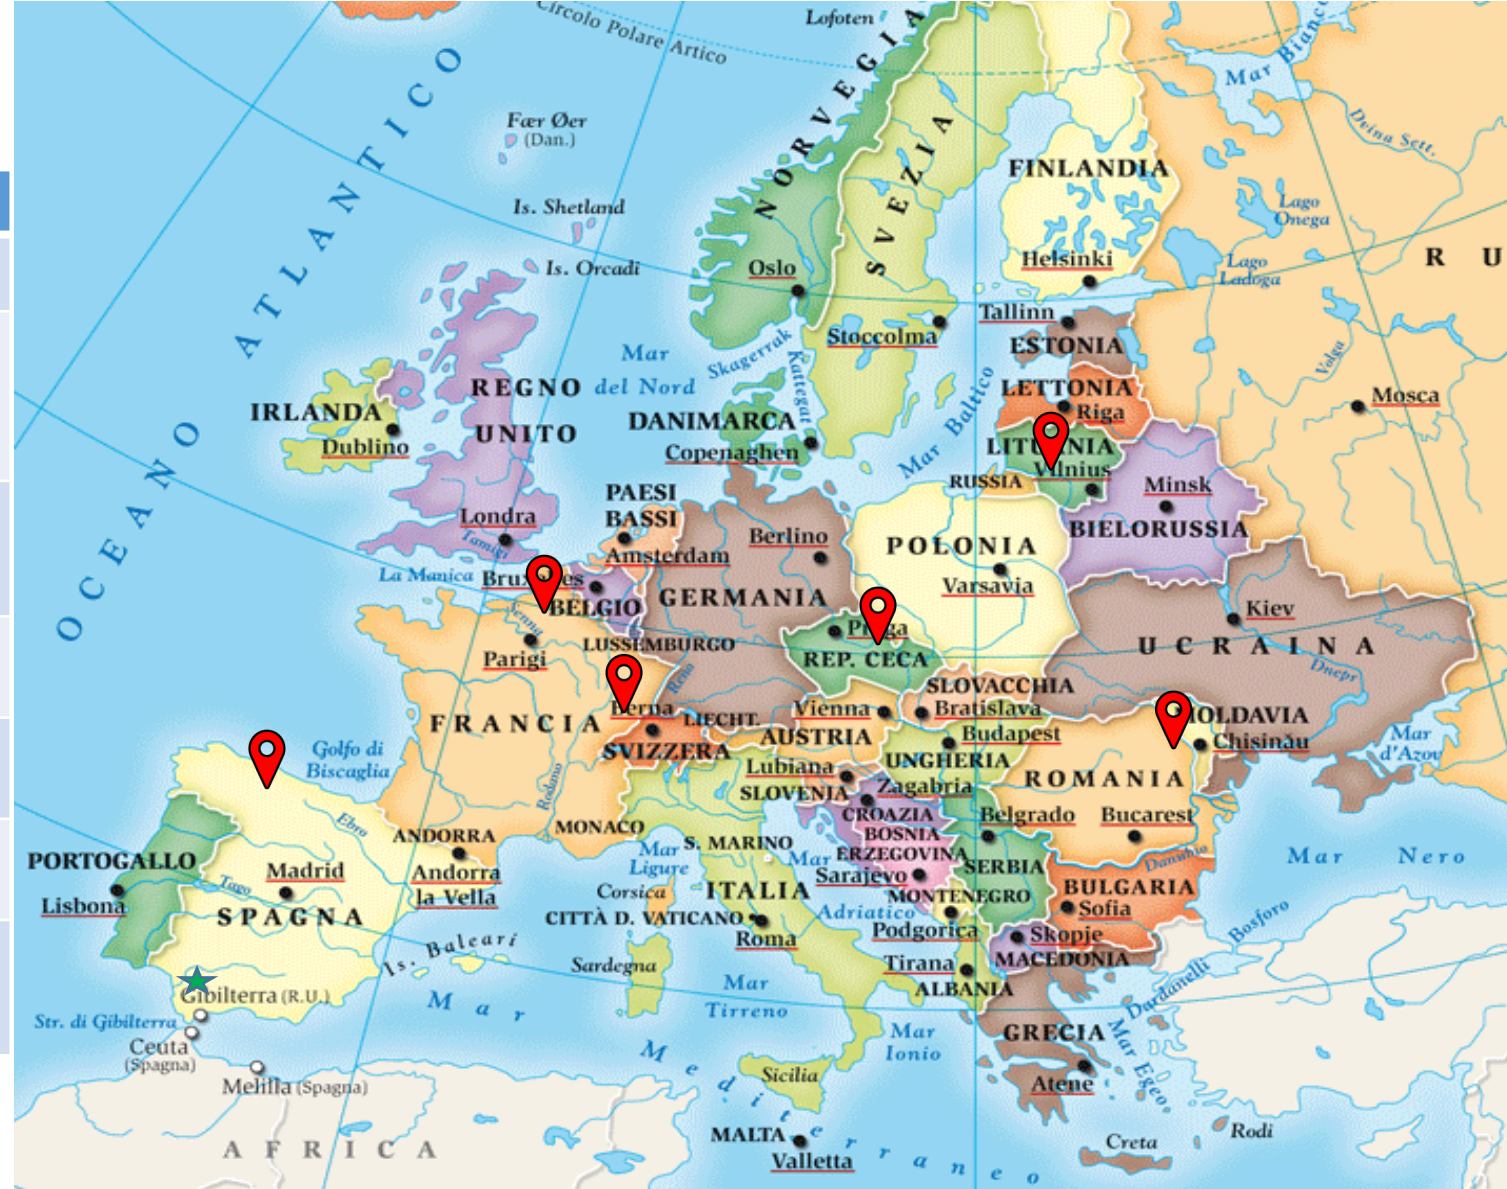 Circolo Polare Artico
Lofoten
Mar Bianco
Deina Sett.
Fær Øer
(Dan.)
NORVEGIA
SVEZIA
FINLANDIA
Is. Shetland
Lago
Onega
Is. Orcadi
Oslo
Helsinki
Lago
Ladoga
R U
OCEANO ATLANTICO
Tallinn
Stoccolma
ESTONIA
Mar
del Nord
Skagerrak
Kattegat
Volga
REGNO
UNITO
LETTONIA
Riga
Mosca
IRLANDA
Dublino
DANIMARCA
Copenaghen
Mar Baltico
LITUANIA
Vilnius
RUSSIA
Minsk
BIELORUSSIA
PAESI
BASSI
Amsterdam
Londra
Tamigi
Berlino
POLONIA
Varsavia
La Manica
Bruxelles
BELGIO
GERMANIA
Kiev
UCRAINA
Dnepr
Senna
Parigi
LUSSEMBURGO
Reno
Praga
REP. CECA
SLOVACCHIA
Bratislava
FRANCIA
Berna
LIECHT.
SVIZZERA
Vienna
AUSTRIA
Budapest
UNGHERIA
MOLDAVIA
Chisinău
Mar
d'Azov
Golfo di
Biscaglia
Rodano
Lubiana
SLOVENIA
Zagabria
CROAZIA
ROMANIA
Bucarest
Belgrado
BOSNIA
ERZEGOVINA
Sarajevo
SERBIA
Danubio
Mar Nero
Ebro
ANDORRA
Andorra
la Vella
MONACO
Mar
Ligure
S. MARINO
Mar
Adriatico
PORTOGALLO
Lisbona
Madrid
Tago
SPAGNA
Corsica
ITALIA
CITTÀ D. VATICANO
Roma
MONTENEGRO
Podgorica
BULGARIA
Sofia
Skopje
MACEDONIA
Bosforo
Is. Baleari
Sardegna
Tirana
ALBANIA
Dardanelli
Gibilterra (R.U.)
Str. di Gibilterra
Ceuta
(Spagna)
Melilla (Spagna)
Mar
Tirreno
Mar
Ionio
GRECIA
Atene
Mar Egeo
Mar Mediterraneo
Sicilia
MALTA
Valletta
Creta
Rodi
AFRICA